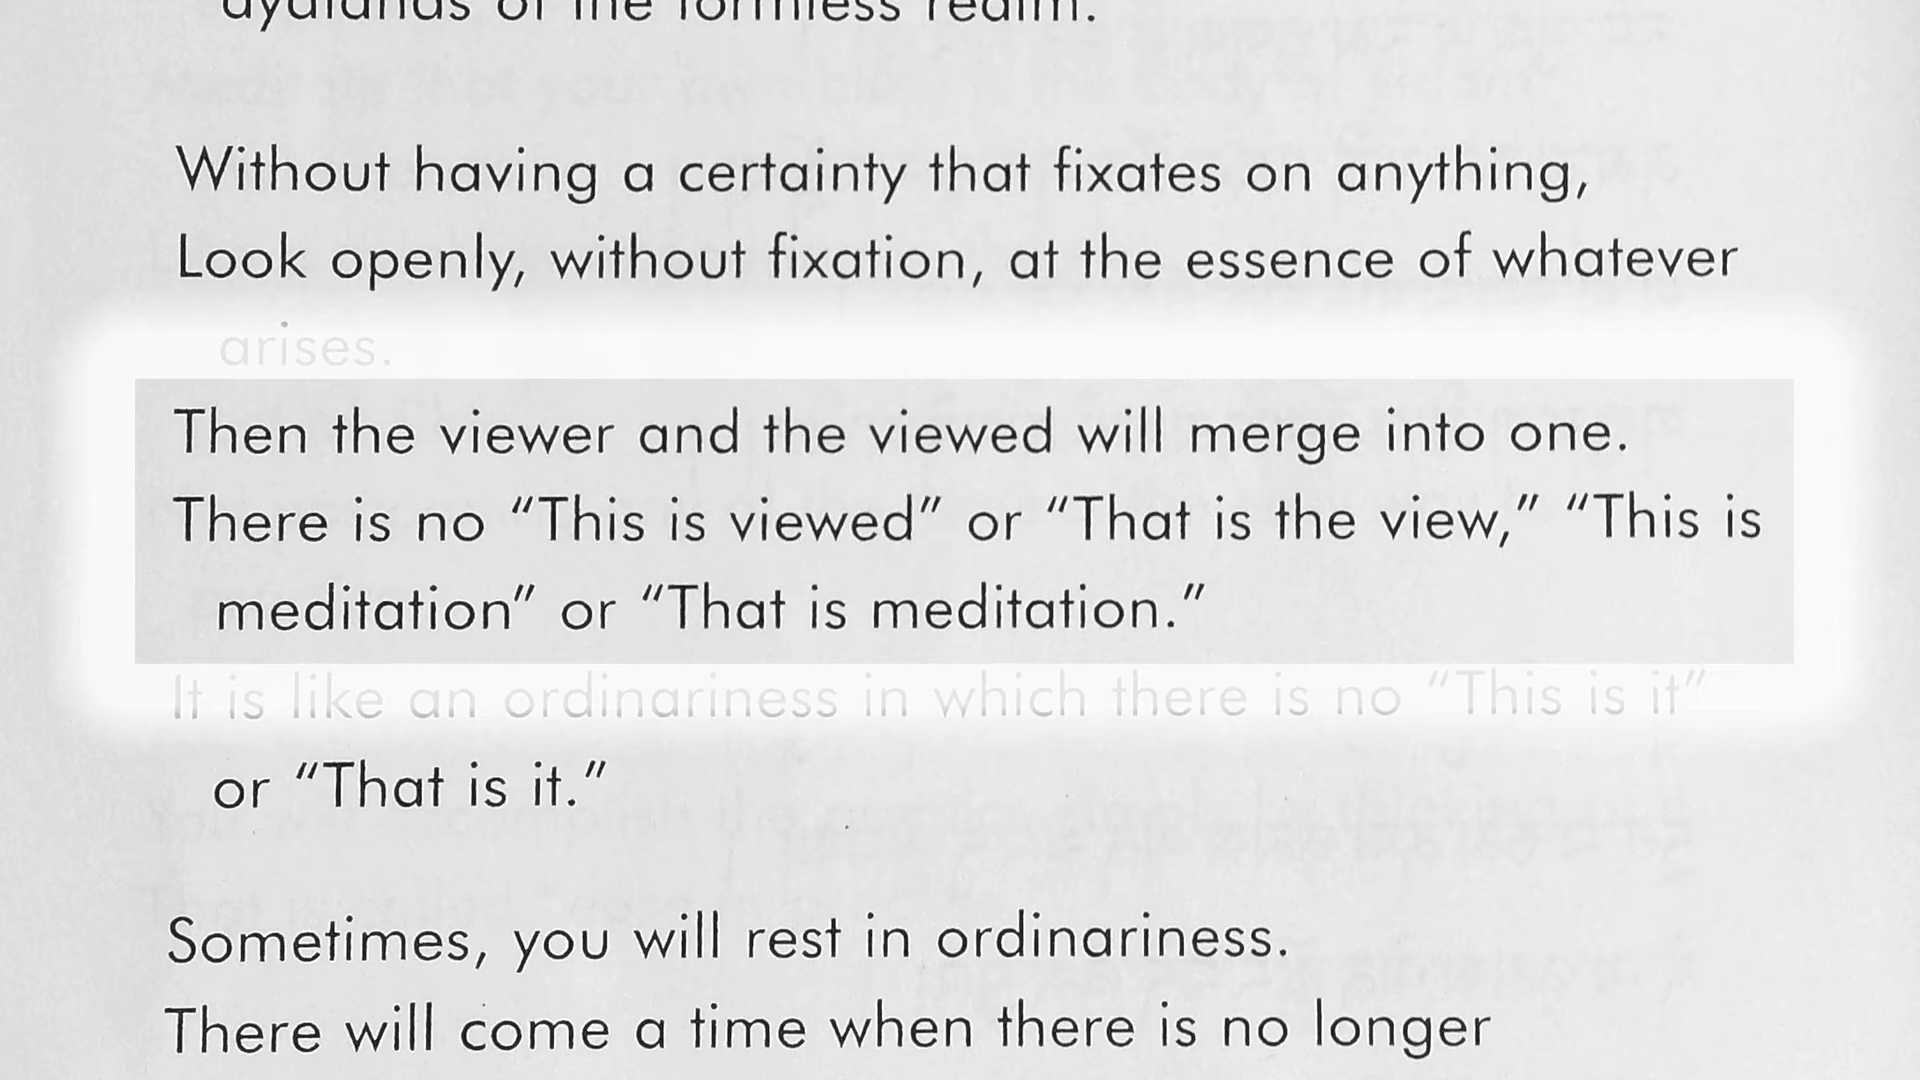 of the formless realm.
Without having a certainty that fixates on anything,
Look openly, without fixation, at the essence of whatever
arises.
Then the viewer and the viewed will merge into one.
There is no “This is viewed” or “That is the view,” “This is
meditation” or “That is meditation.”
It is like an ordinariness in which there is no “This is it”
or “That is it.”
Sometimes, you will rest in ordinariness.
There will come a time when there is no longer